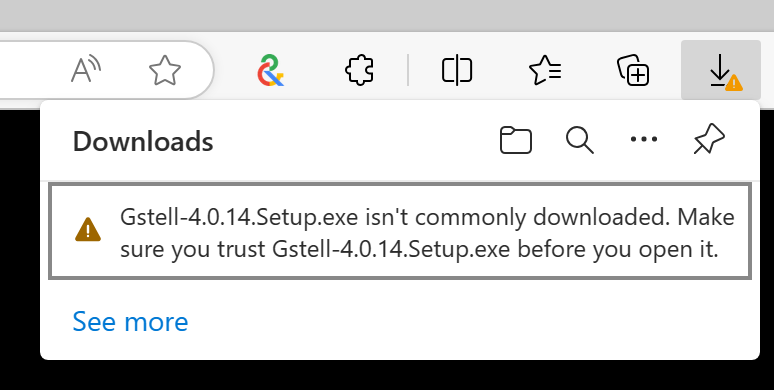 A
Downloads
Gstell-4.0.14.Setup.exe isn't commonly downloaded. Make
sure you trust Gstell-4.0.14.Setup.exe before you open it.
See more